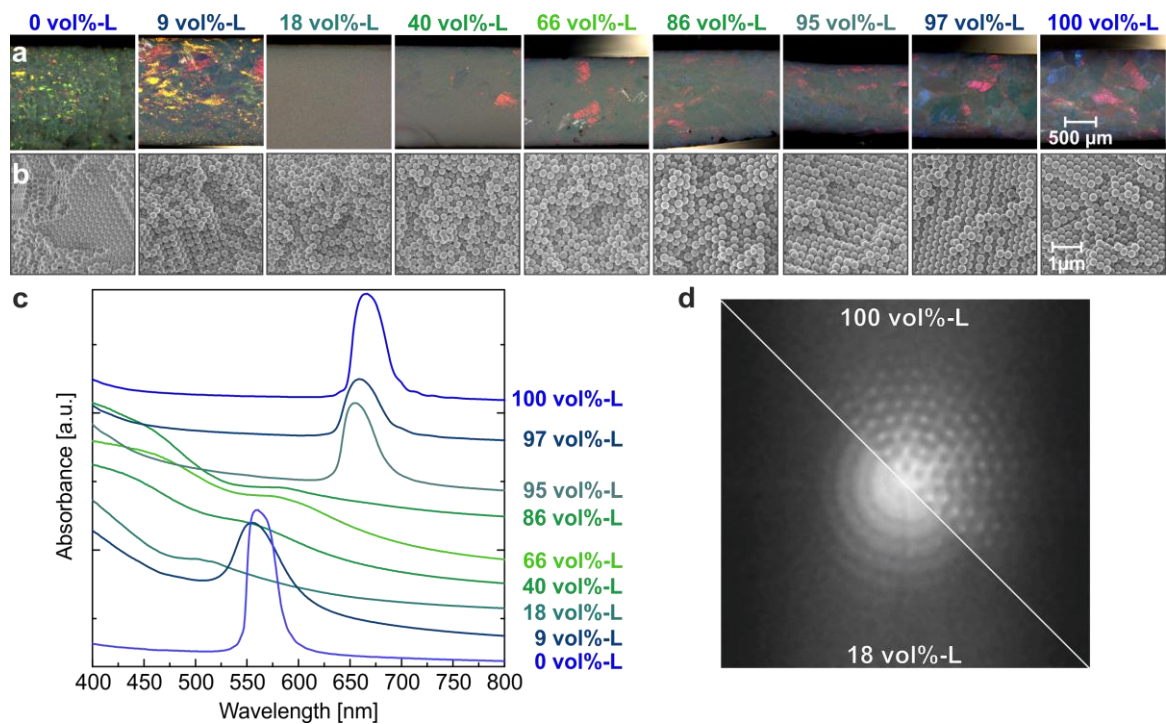 0 vol%-L 9 vol%-L 18 vol%-L 40 vol%-L 66 vol%-L 86 vol%-L 95 vol%-L 97 vol%-L 100 vol%-L
a
500 µm
b
1µm
c
Absorbance [a.u.]
100 vol%-L
97 vol%-L
95 vol%-L
86 vol%-L
66 vol%-L
40 vol%-L
18 vol%-L
9 vol%-L
0 vol%-L
400 450 500 550 600 650 700 750 800
Wavelength [nm]
d
100 vol%-L
18 vol%-L